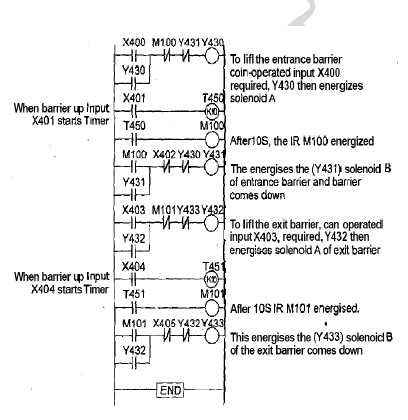 X400 M100 Y431 Y430
Y430
To lifl the entrance barrier
coin-operated input X400
required, Y430 then energizes
solenoid A
When barrier up Input
X401 starts Timer
X401 T450
K10
T450 M100
After10S, the IR M100 energized
M100 X402 Y430 Y431
Y431
The energises the (Y431) solenoid B
of entrance barrier and barrier
comes down
X403 M101 Y433 Y432
Y432
To lifl the exit barrier, can operated
input X403, required, Y432 then
energises solenoid A of exit barrier
When barrier up Input
X404 starts Timer
X404 T451
K10
T451 M101
After 10S IR M101 energised.
M101 X405 Y432 Y433
Y432
This energises the (Y433) solenoid B
of the exit barrier comes down
END